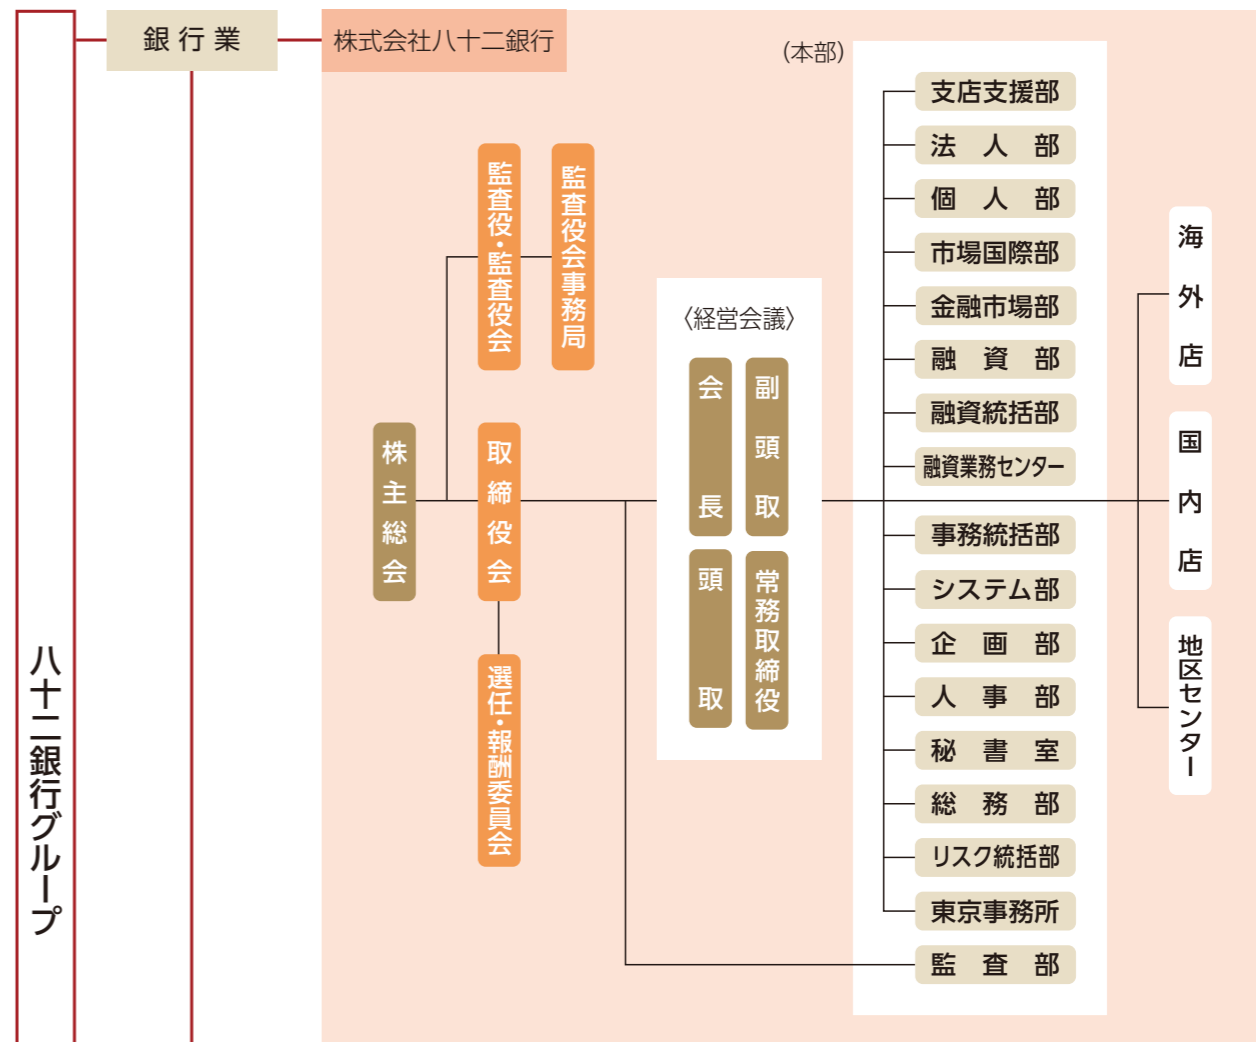 八十二銀行グループ
銀行業
株式会社八十二銀行
(本部)
株主総会
監査役・監査役会
監査役会事務局
取締役会
選任・報酬委員会
〈経営会議〉
会長
副頭取
頭取
常務取締役
支店支援部
法人部
個人部
市場国際部
金融市場部
融資部
融資統括部
融資業務センター
事務統括部
システム部
企画部
人事部
秘書室
総務部
リスク統括部
東京事務所
監査部
海外店
国内店
地区センター